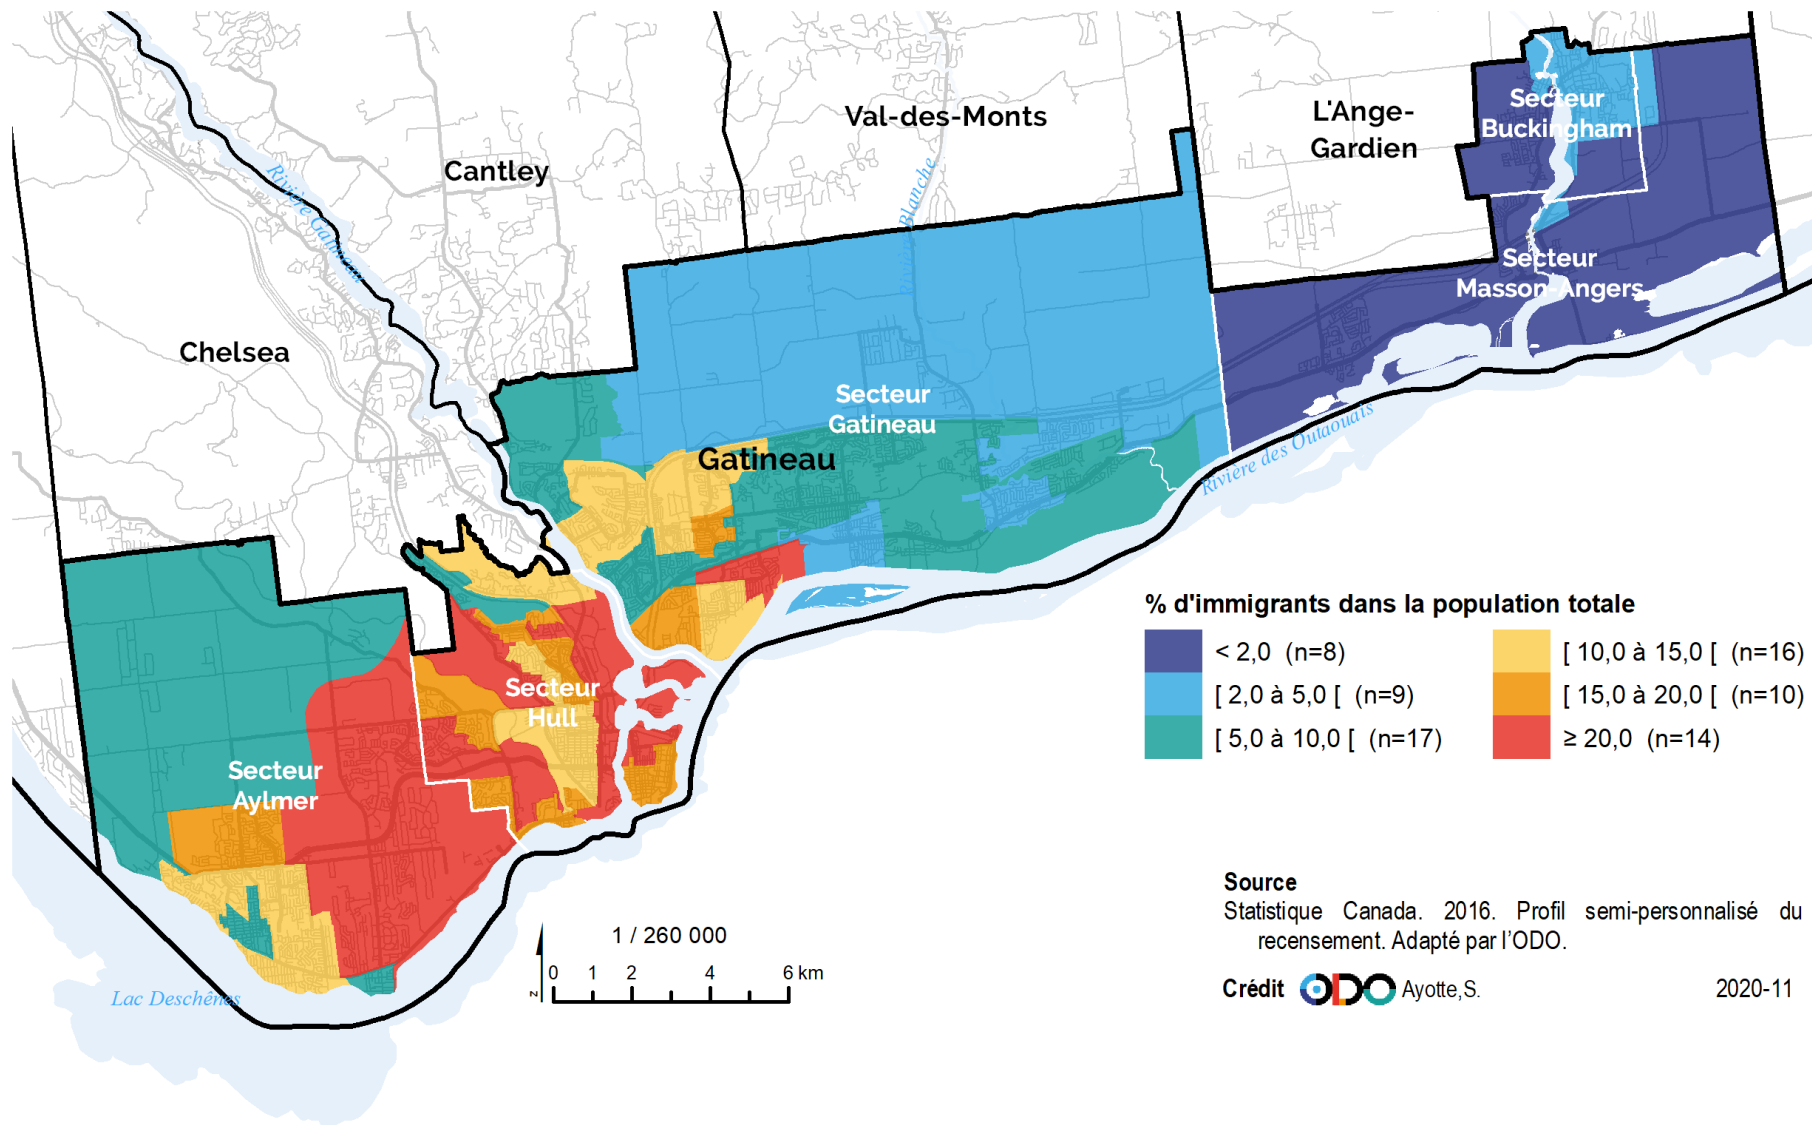 Val-des-Monts
L'Ange-
Gardien
Secteur
Buckingham
Cantley
Rivière Gatineau
Rivière Blanche
Secteur
Masson-Angers
Chelsea
Secteur
Gatineau
Gatineau
Rivière des Outaouais
Secteur
Hull
Secteur
Aylmer
Lac Deschênes
% d'immigrants dans la population totale
< 2,0 (n=8)
[ 2,0 à 5,0 [ (n=9)
[ 5,0 à 10,0 [ (n=17)
[ 10,0 à 15,0 [ (n=16)
[ 15,0 à 20,0 [ (n=10)
≥ 20,0 (n=14)
1 / 260 000
0 1 2 4 6 km
N
Source
Statistique Canada. 2016. Profil semi-personnalisé du
recensement. Adapté par l'ODO.
Crédit ODO Ayotte,S. 2020-11